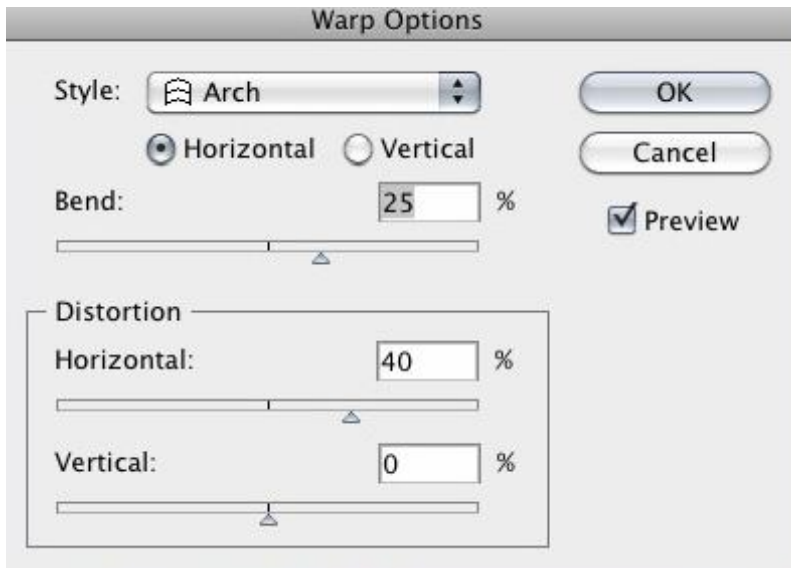 Warp Options
Style: Arch
OK
Horizontal Vertical
Cancel
Bend: 25 %
Preview
Distortion
Horizontal: 40 %
Vertical: 0 %